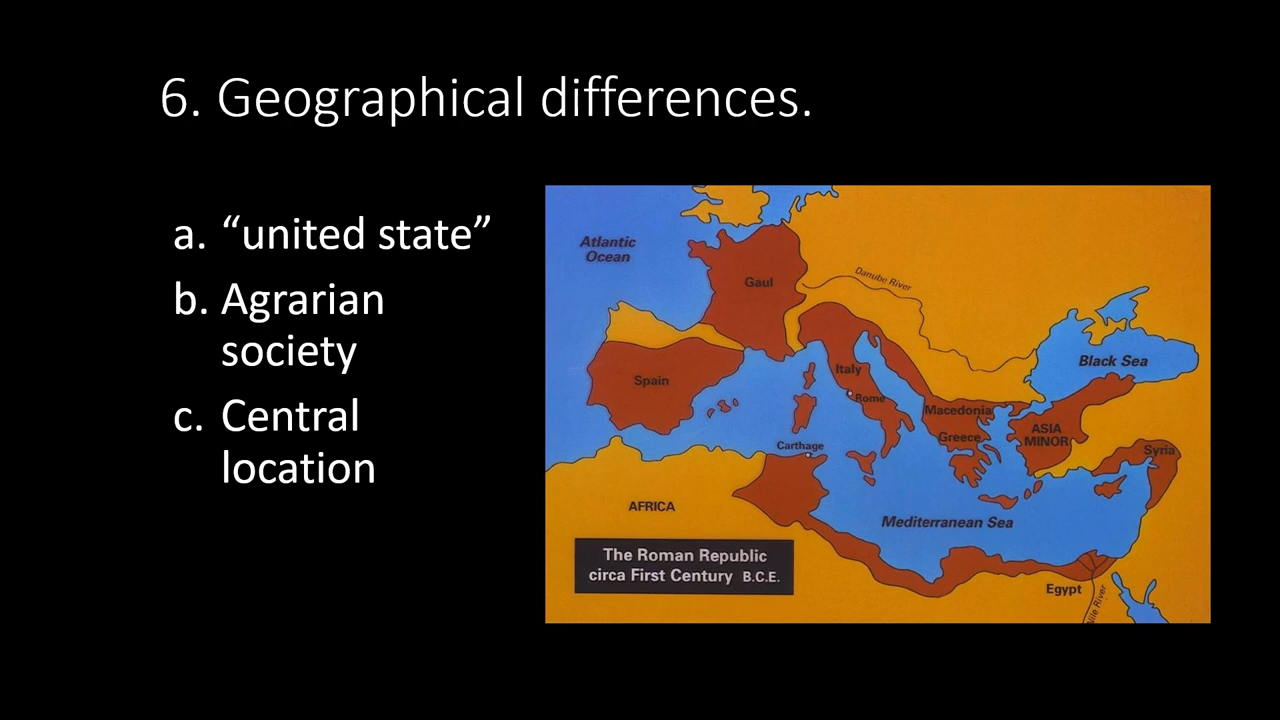 6. Geographical differences.
a. “united state”
b. Agrarian
society
c. Central
location
Atlantic
Ocean
Gaul
Danube River
Black Sea
Spain
Italy
Rome
Macedonia
Greece
ASIA
MINOR
Syria
Carthage
AFRICA
Mediterranean Sea
The Roman Republic
circa First Century B.C.E.
Egypt
Nile River